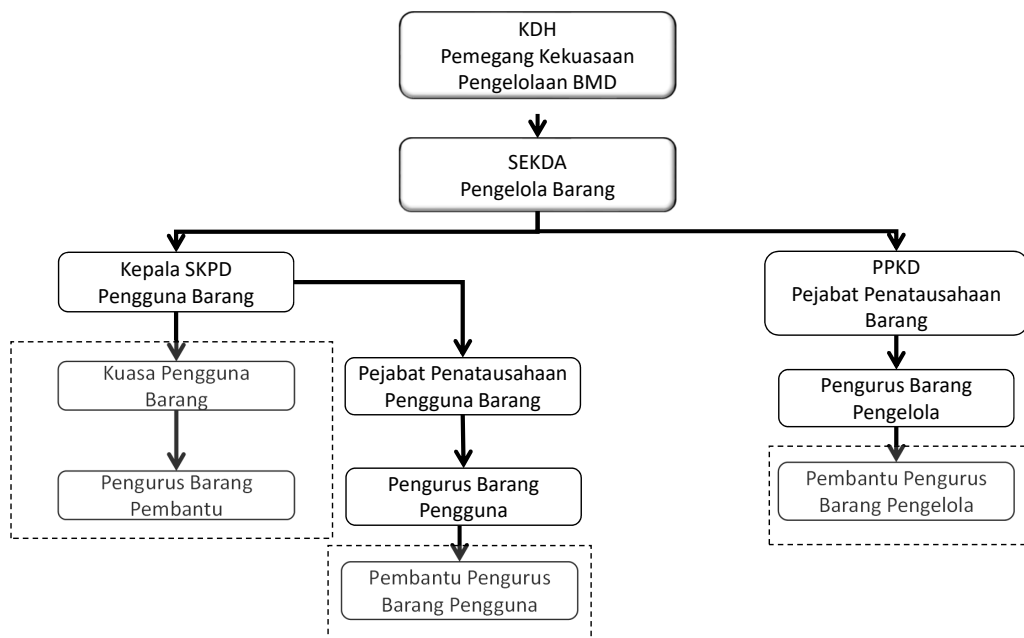 KDH
Pemegang Kekuasaan
Pengelolaan BMD
SEKDA
Pengelola Barang
Kepala SKPD
Pengguna Barang
PPKD
Pejabat Penatausahaan
Barang
Kuasa Pengguna
Barang
Pejabat Penatausahaan
Pengguna Barang
Pengurus Barang
Pengelola
Pengurus Barang
Pembantu
Pengurus Barang
Pengguna
Pembantu Pengurus
Barang Pengelola
Pembantu Pengurus
Barang Pengguna